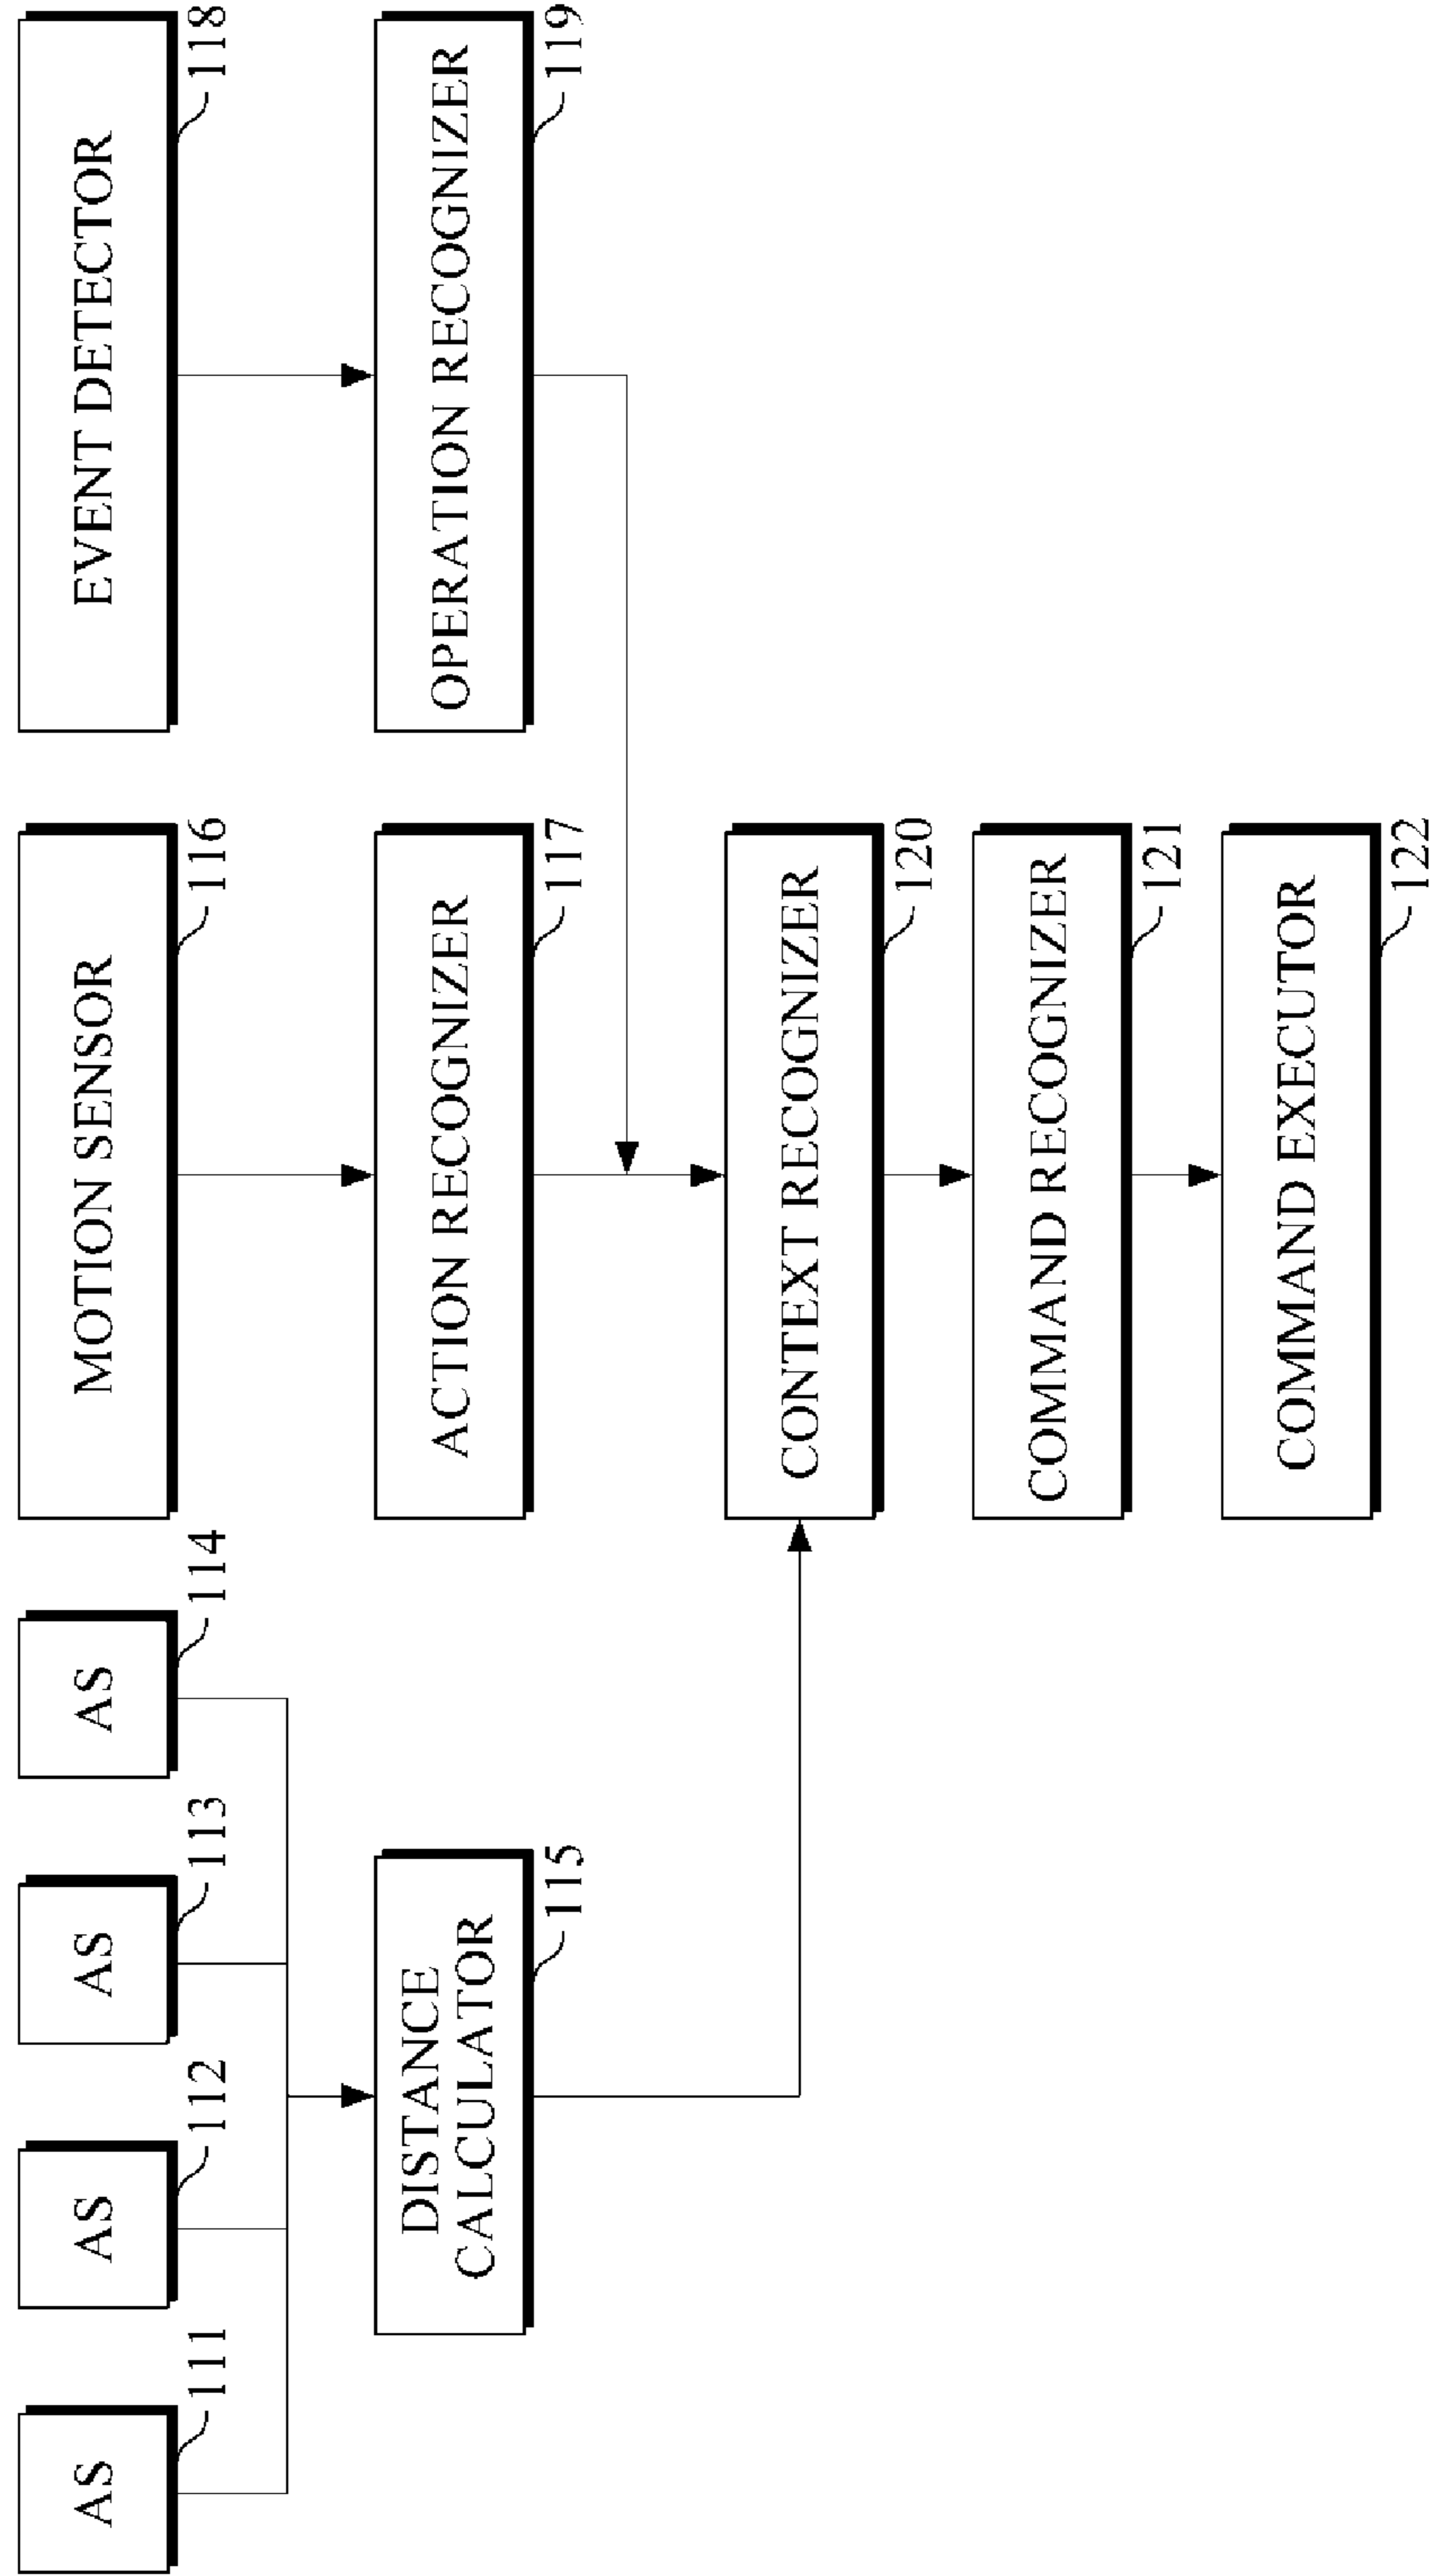 AS
111
AS
112
AS
113
AS
114
MOTION SENSOR
116
EVENT DETECTOR
118
DISTANCE
CALCULATOR
115
ACTION RECOGNIZER
117
OPERATION RECOGNIZER
119
CONTEXT RECOGNIZER
120
COMMAND RECOGNIZER
121
COMMAND EXECUTOR
122